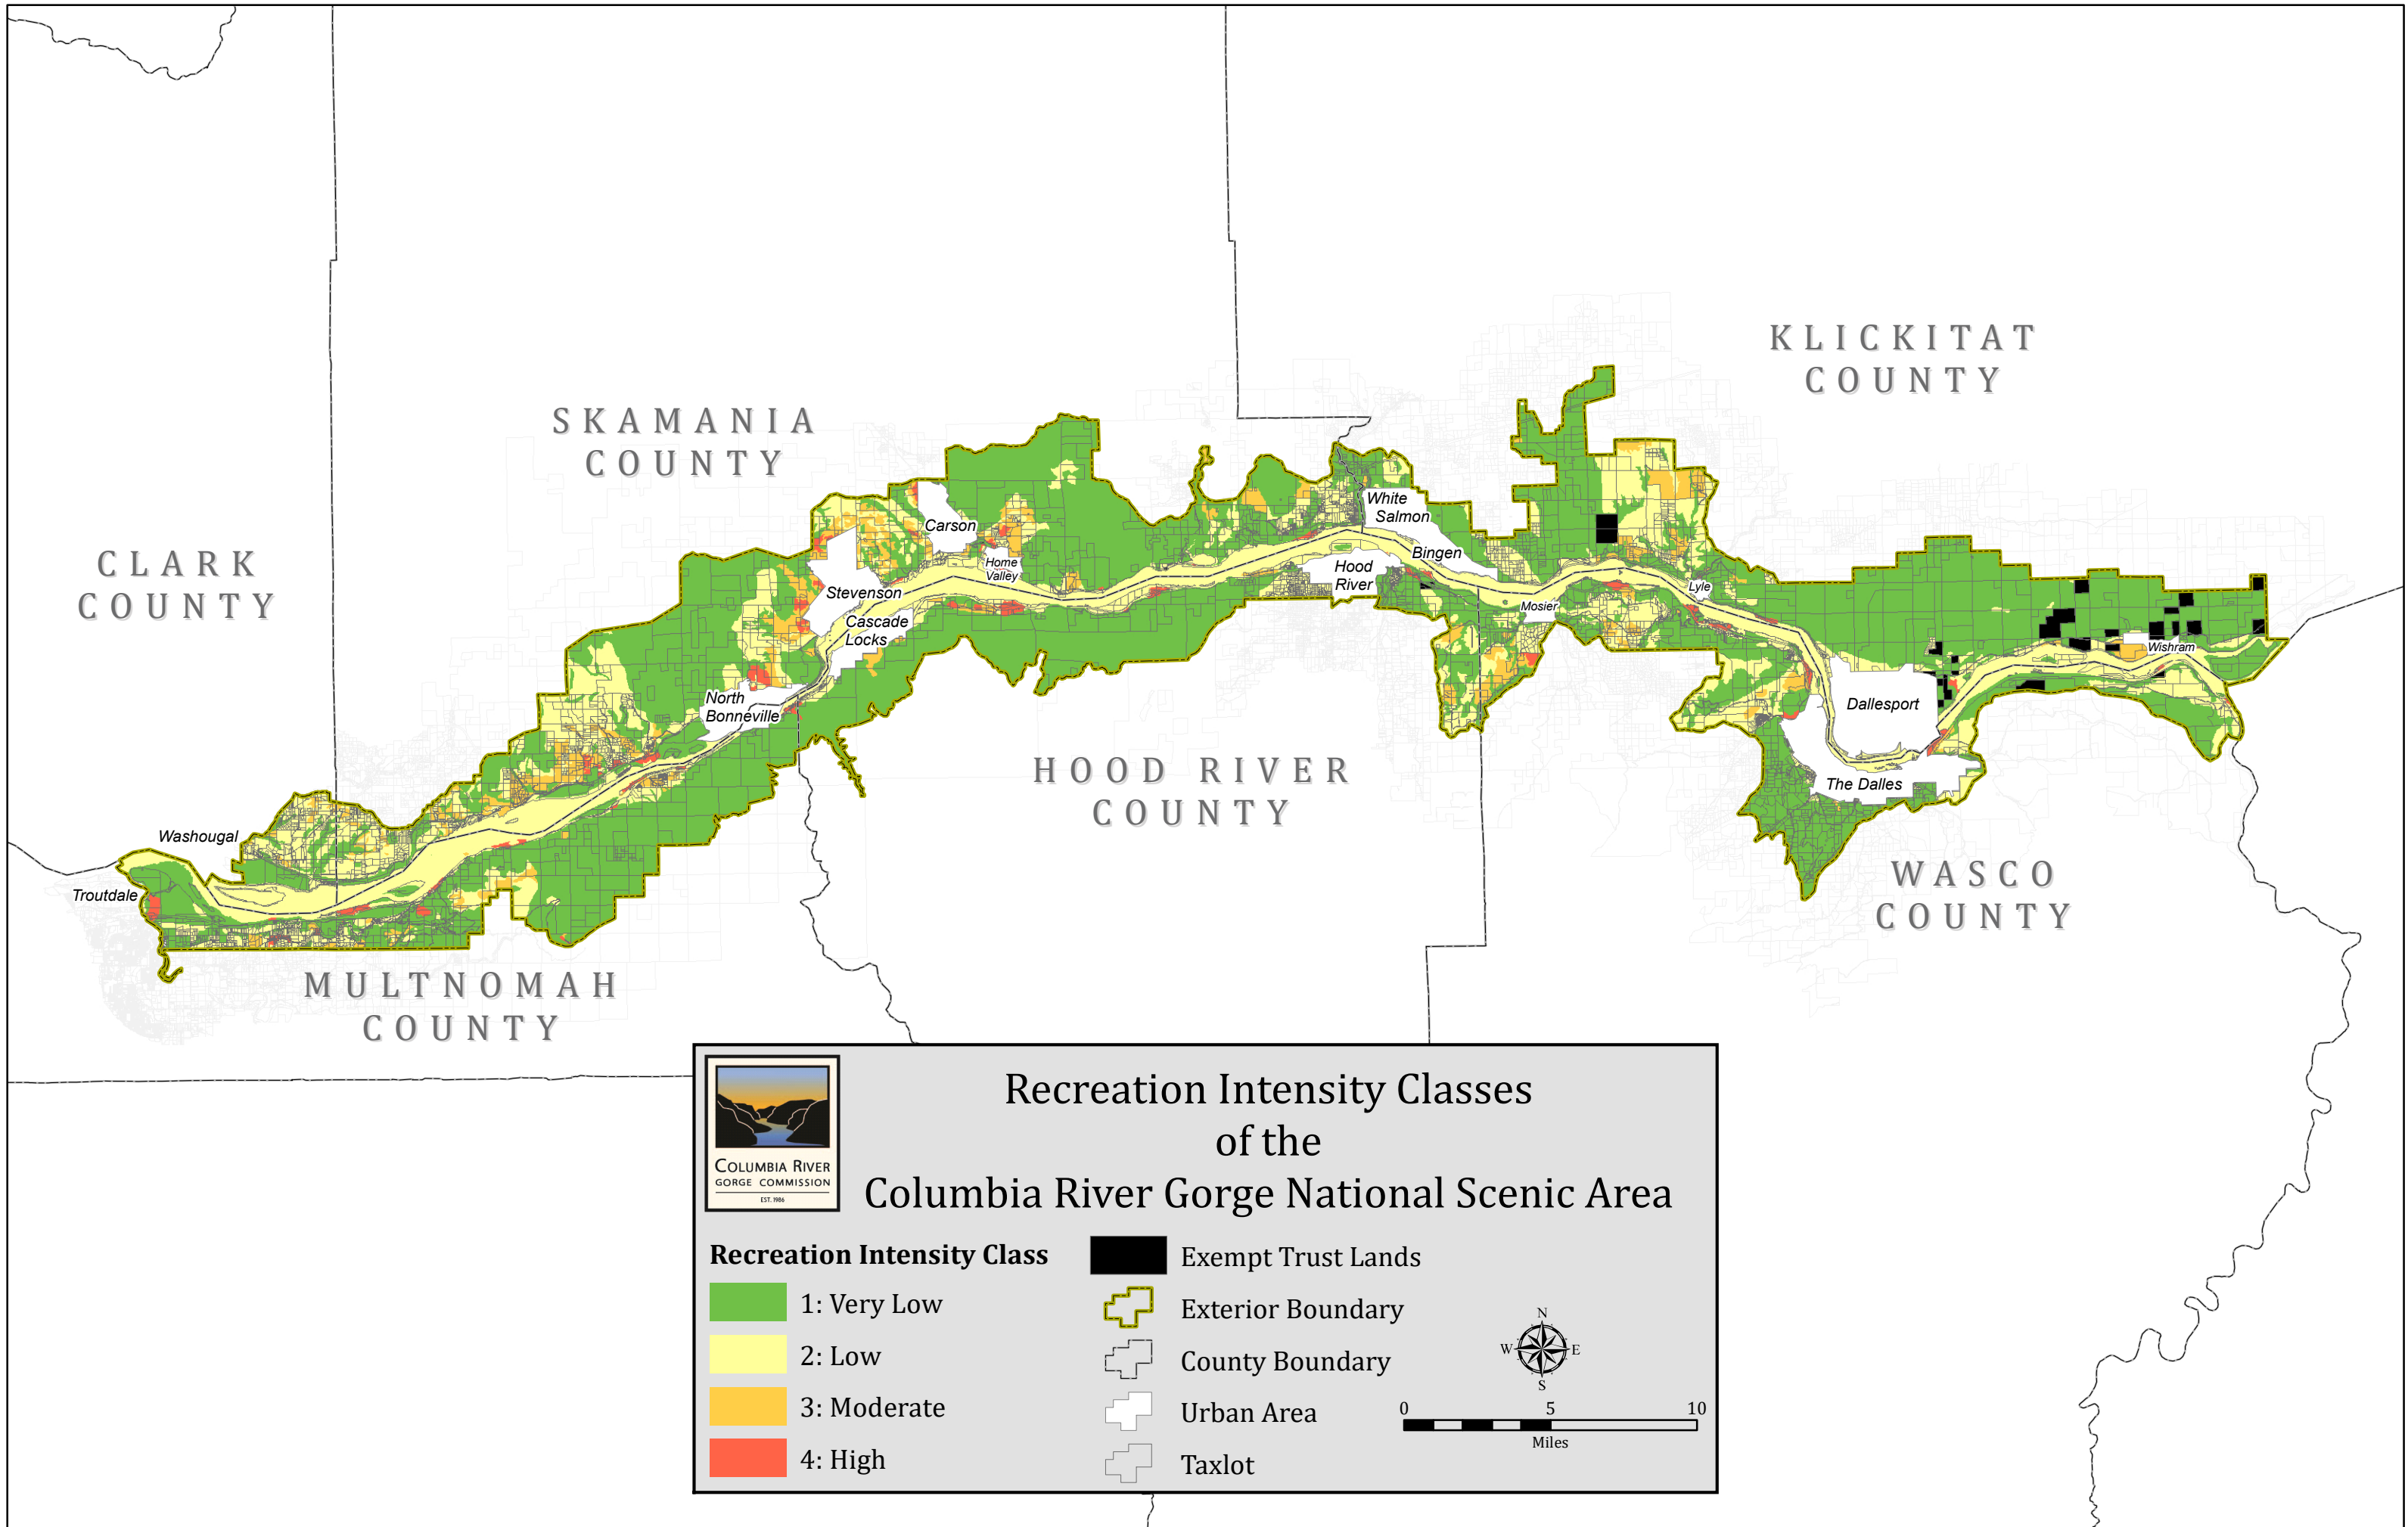 KLICKITAT
COUNTY
SKAMANIA
COUNTY
CLARK
COUNTY
White
Salmon
Carson
Bingen
Home
Valley
Hood
River
Stevenson
Lyle
Mosier
Cascade
Locks
Wishram
North
Bonneville
Dallesport
HOOD RIVER
COUNTY
The Dalles
Washougal
Troutdale
WASCO
COUNTY
MULTNOMAH
COUNTY
COLUMBIA RIVER
GORGE COMMISSION
EST. 1986
Recreation Intensity Classes
of the
Columbia River Gorge National Scenic Area
Recreation Intensity Class
1: Very Low
2: Low
3: Moderate
4: High
Exempt Trust Lands
Exterior Boundary
County Boundary
Urban Area
Taxlot
N
W E
S
0 5 10
Miles